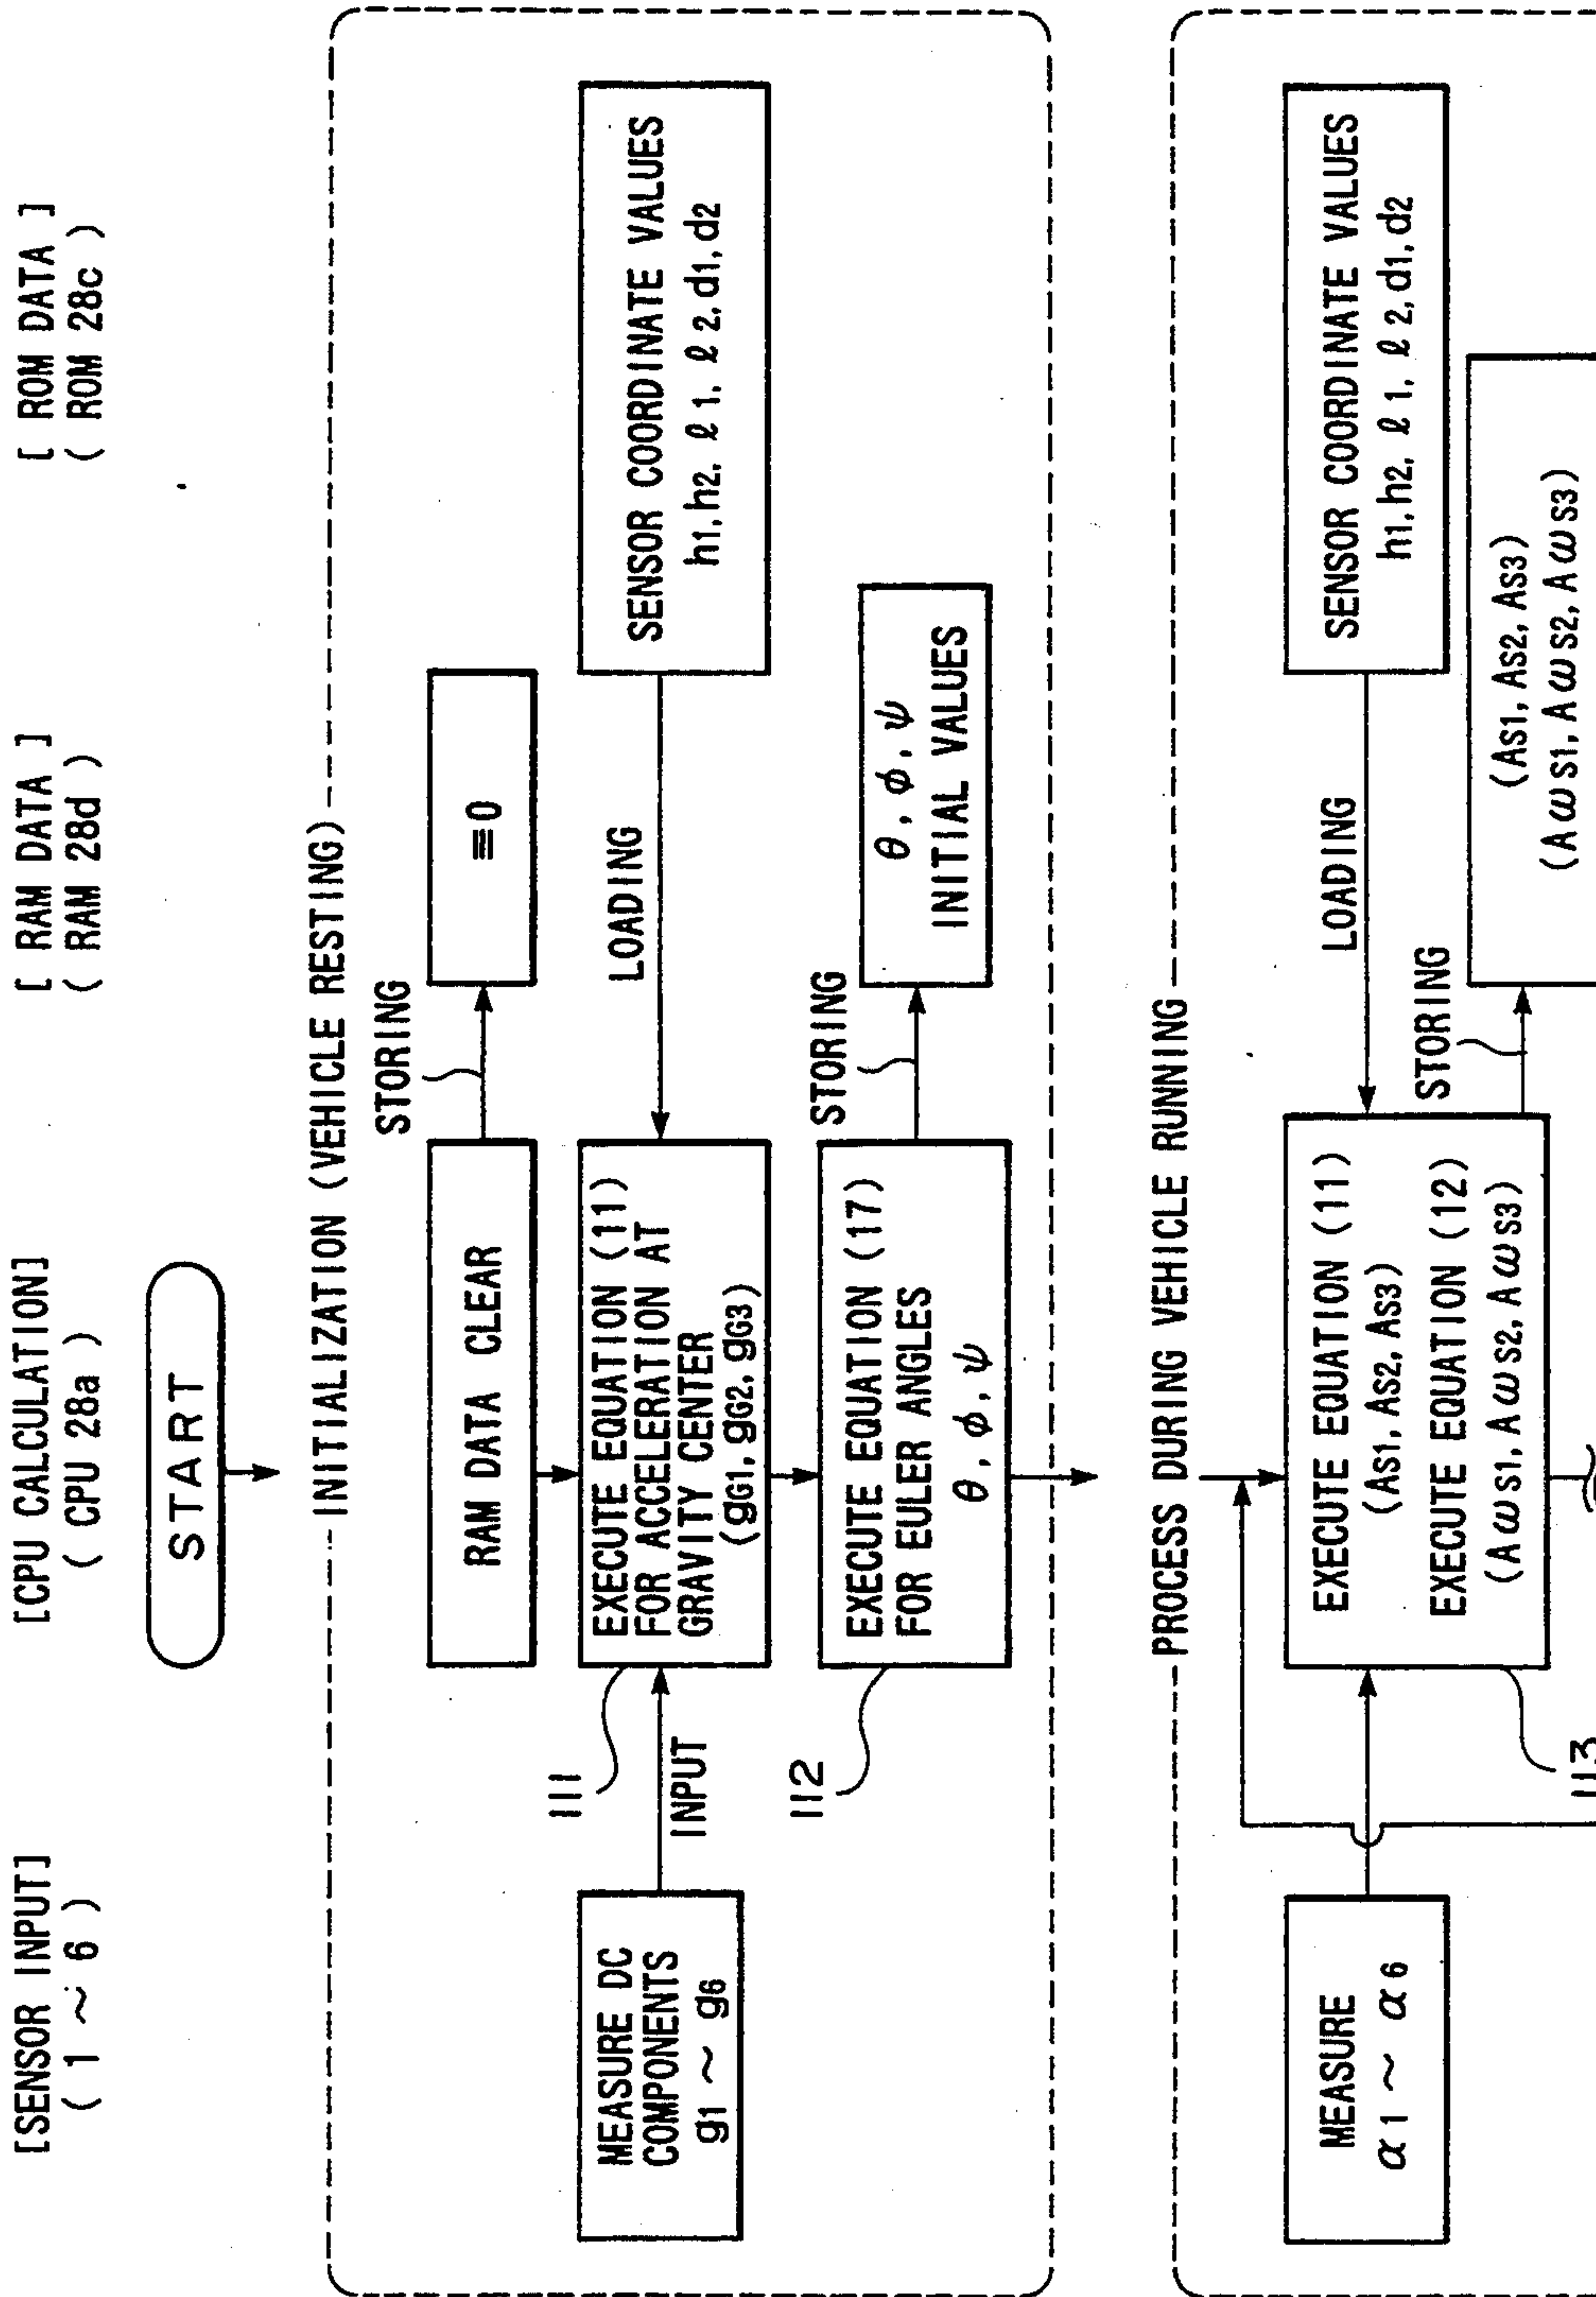 [SENSOR INPUT]
( 1 ~ 6 )
[CPU CALCULATION]
( CPU 28a )
[ RAM DATA ]
( RAM 28d )
[ ROM DATA ]
( ROM 28c )
START
INITIALIZATION (VEHICLE RESTING)
RAM DATA CLEAR
STORING
≡0
MEASURE DC
COMPONENTS
g1 ~ g6
INPUT
111
EXECUTE EQUATION (11)
FOR ACCELERATION AT
GRAVITY CENTER
(gG1, gG2, gG3)
LOADING
SENSOR COORDINATE VALUES
h1, h2, ℓ1, ℓ2, d1, d2
112
EXECUTE EQUATION (17)
FOR EULER ANGLES
θ, φ, ψ
STORING
θ, φ, ψ
INITIAL VALUES
PROCESS DURING VEHICLE RUNNING
MEASURE
α1 ~ α6
113
EXECUTE EQUATION (11)
(AS1, AS2, AS3)
EXECUTE EQUATION (12)
(AωS1, AωS2, AωS3)
LOADING
SENSOR COORDINATE VALUES
h1, h2, ℓ1, ℓ2, d1, d2
STORING
(AS1, AS2, AS3)
(AωS1, AωS2, AωS3)